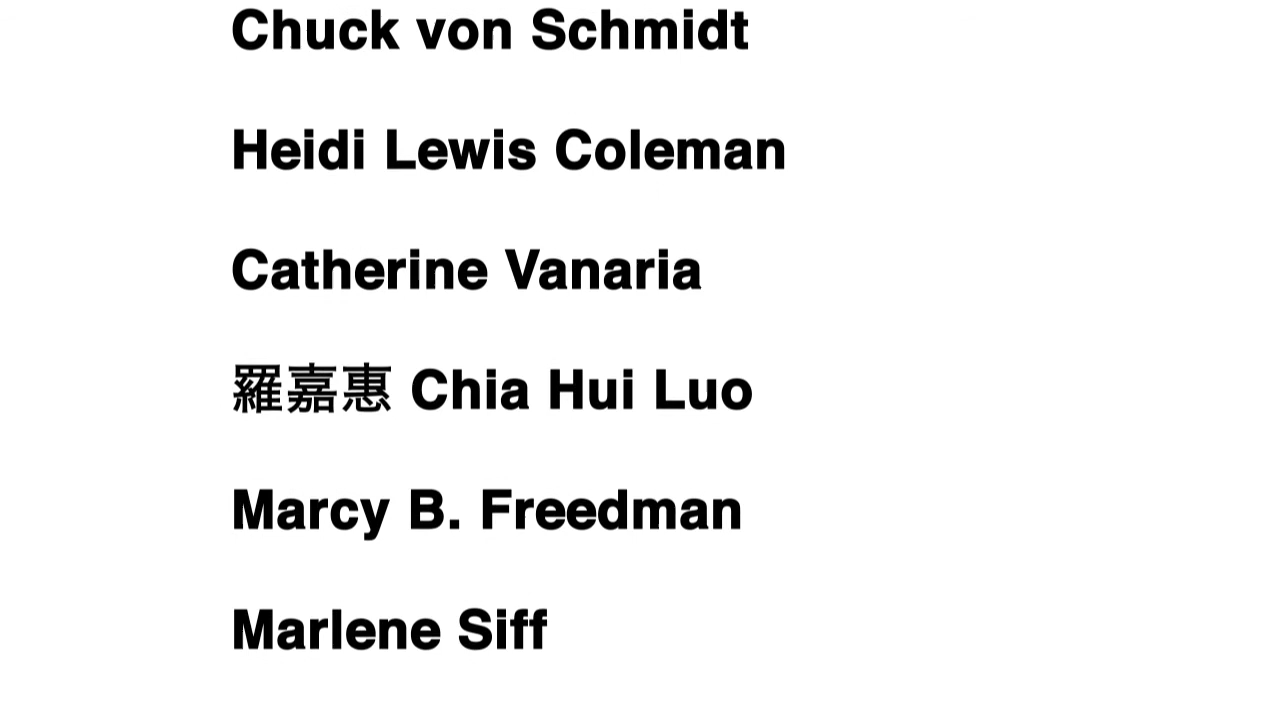 Chuck von Schmidt
Heidi Lewis Coleman
Catherine Vanaria
羅嘉惠 Chia Hui Luo
Marcy B. Freedman
Marlene Siff